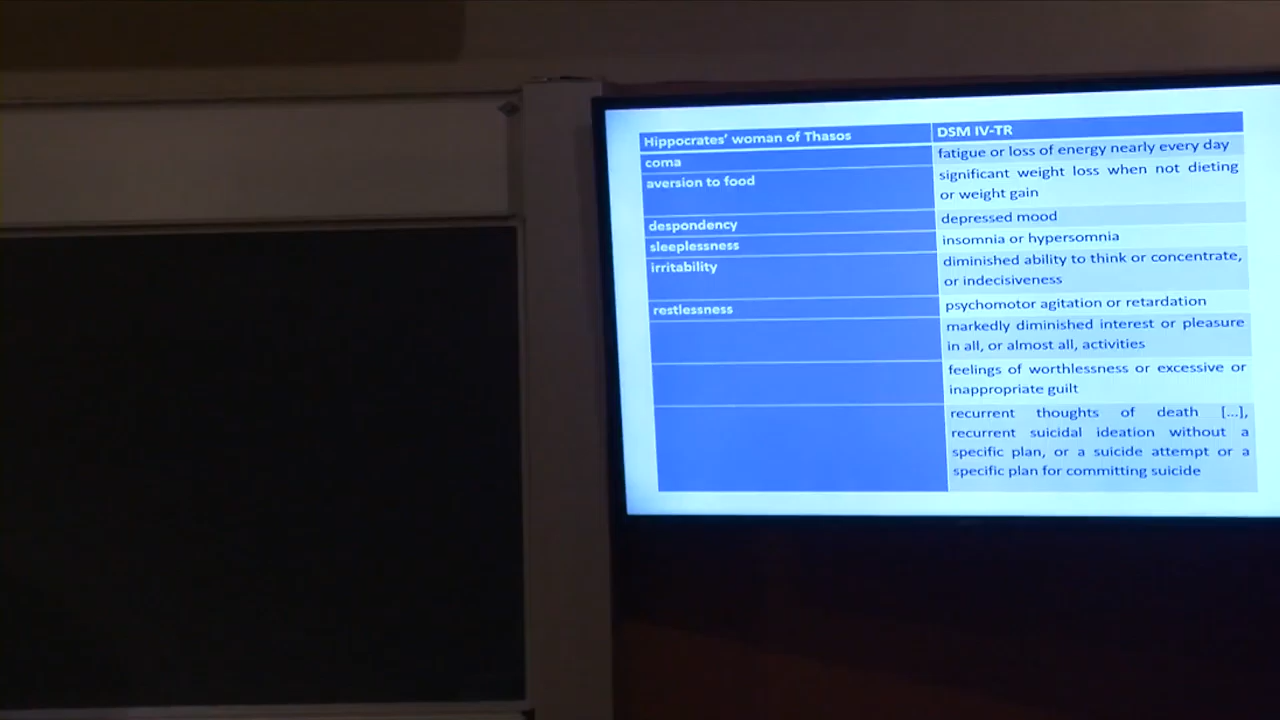 Hippocrates' woman of Thasos
DSM IV-TR
coma
fatigue or loss of energy nearly every day
aversion to food
significant weight loss when not dieting
or weight gain
despondency
depressed mood
sleeplessness
insomnia or hypersomnia
irritability
diminished ability to think or concentrate,
or indecisiveness
restlessness
psychomotor agitation or retardation
markedly diminished interest or pleasure
in all, or almost all, activities
feelings of worthlessness or excessive or
inappropriate guilt
recurrent thoughts of death [...],
recurrent suicidal ideation without a
specific plan, or a suicide attempt or a
specific plan for committing suicide